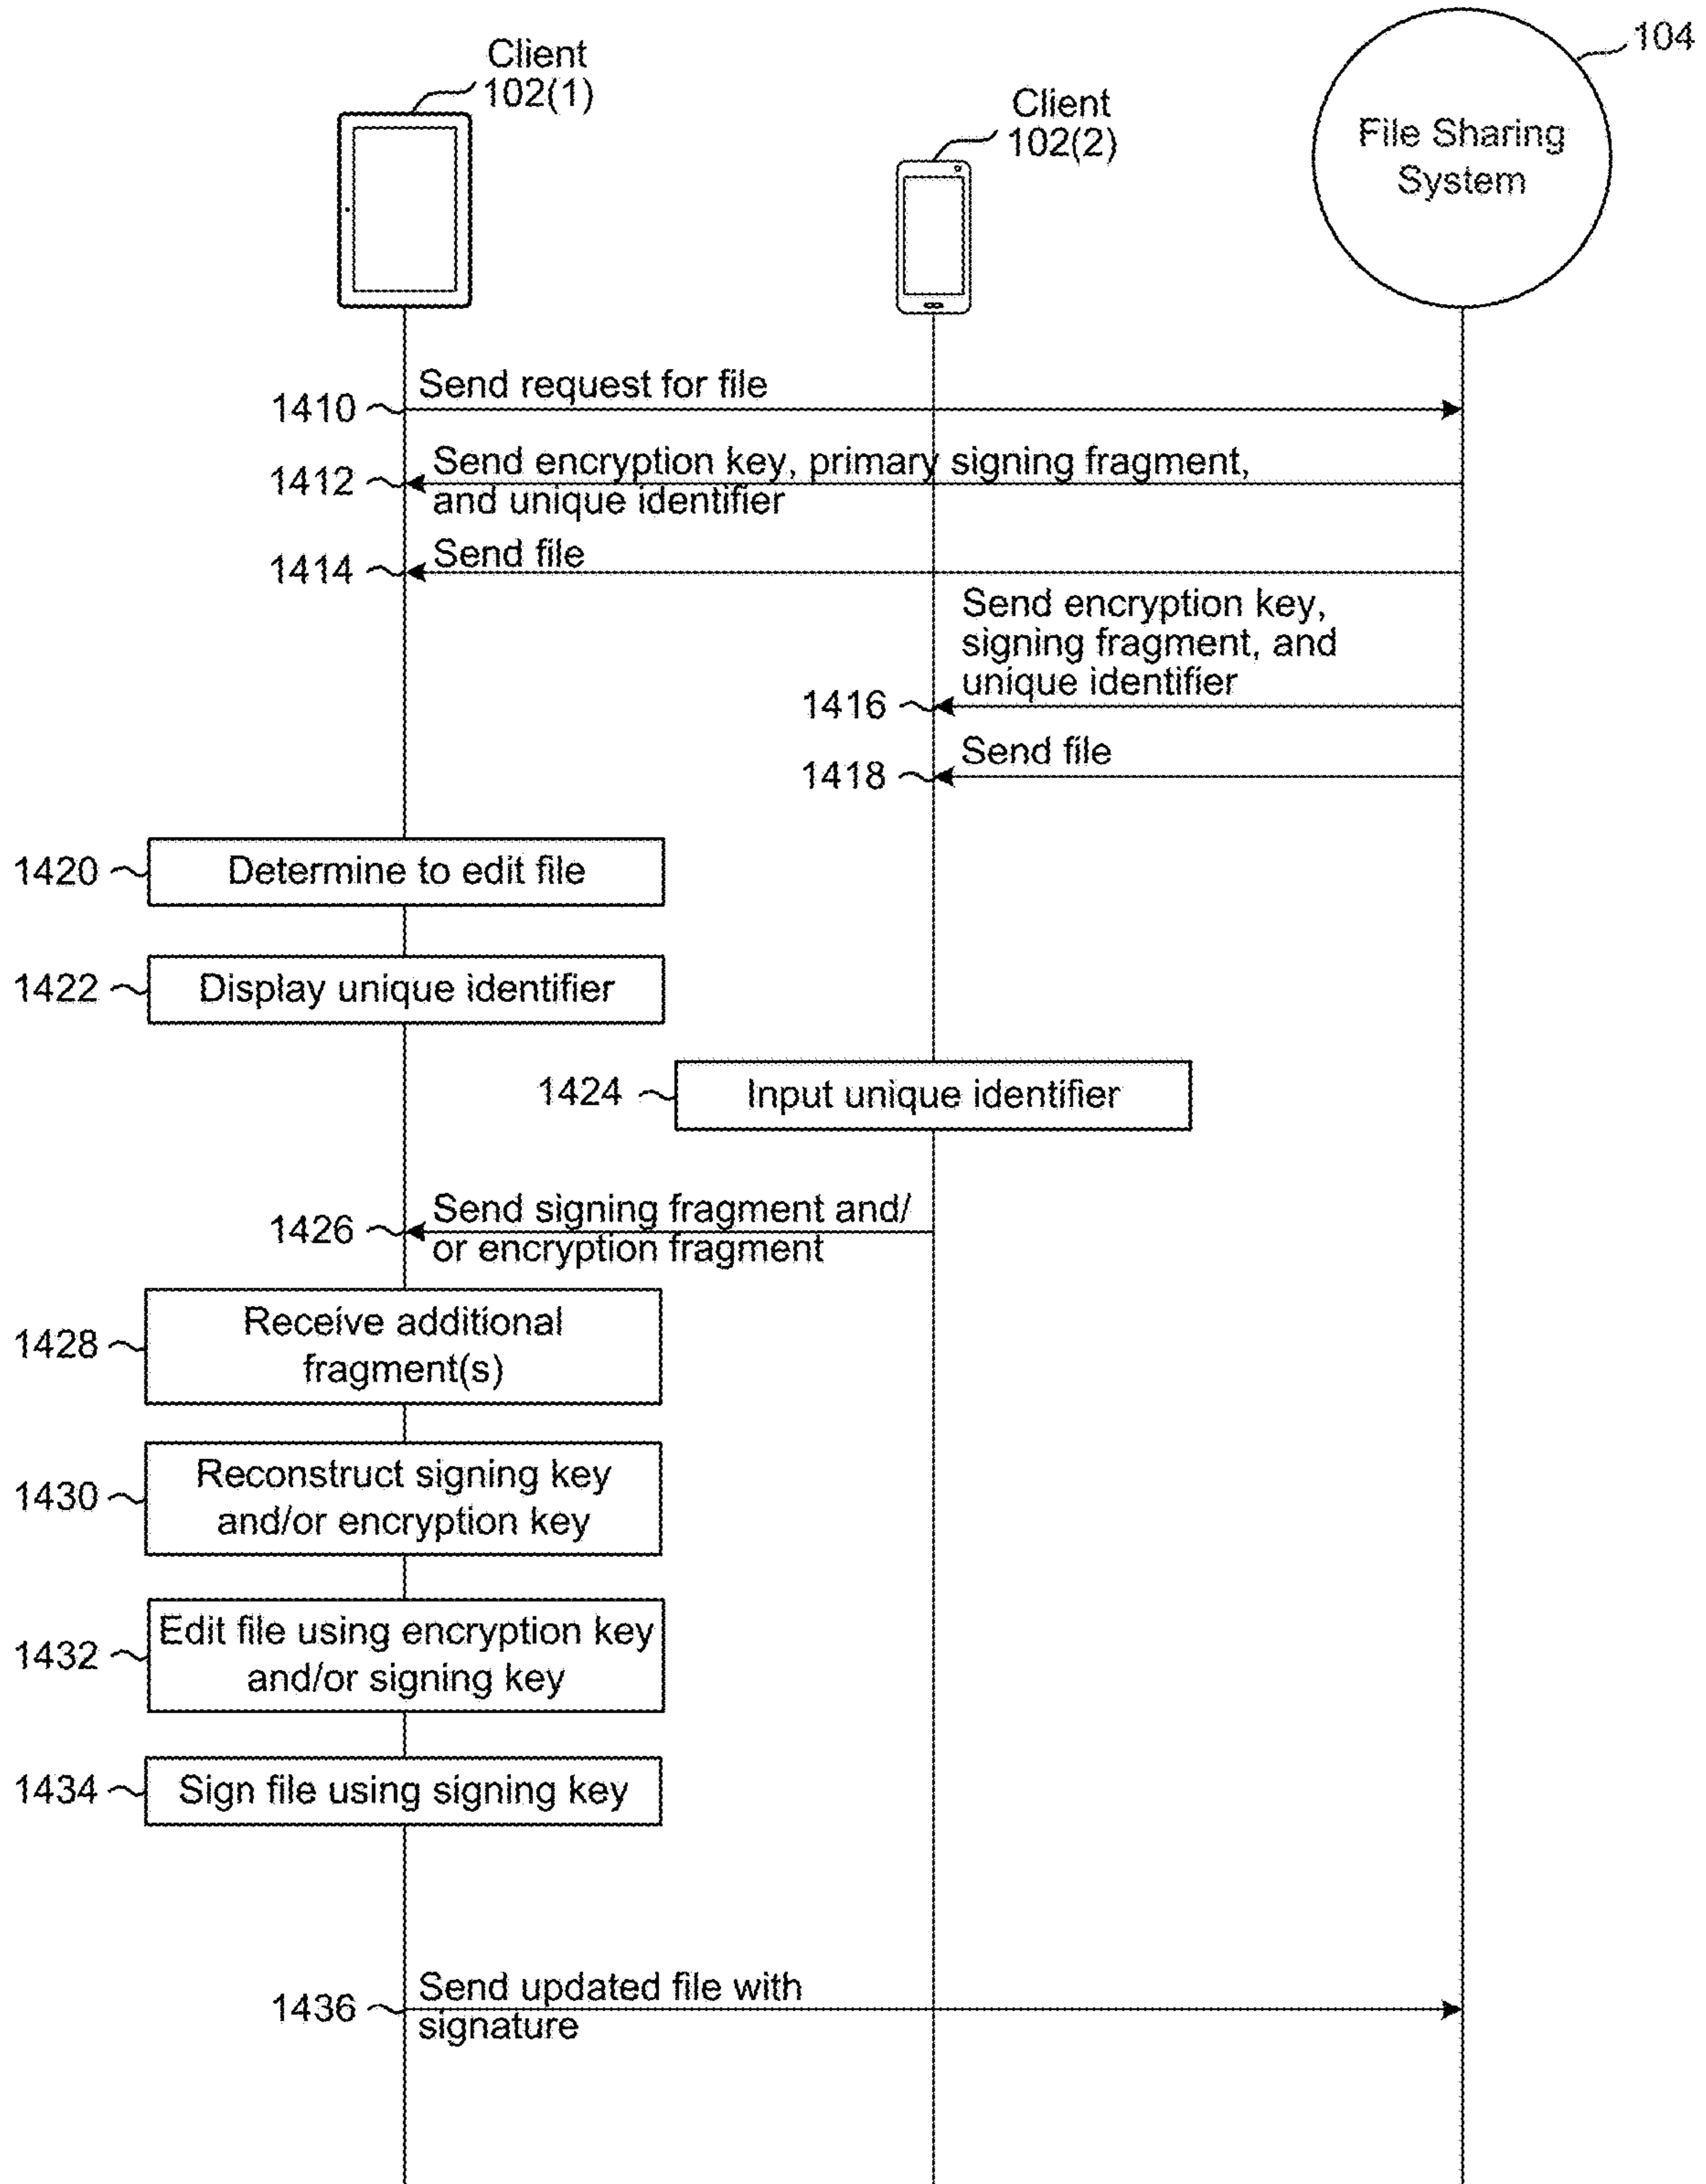 Client
102(1)
Client
102(2)
104
File Sharing
System
Send request for file
1410
Send encryption key, primary signing fragment,
1412
and unique identifier
Send file
1414
Send encryption key,
signing fragment, and
unique identifier
1416
Send file
1418
1420
Determine to edit file
1422
Display unique identifier
1424
Input unique identifier
Send signing fragment and/
1426
or encryption fragment
Receive additional
1428
fragment(s)
Reconstruct signing key
1430
and/or encryption key
Edit file using encryption key
1432
and/or signing key
1434
Sign file using signing key
Send updated file with
1436
signature